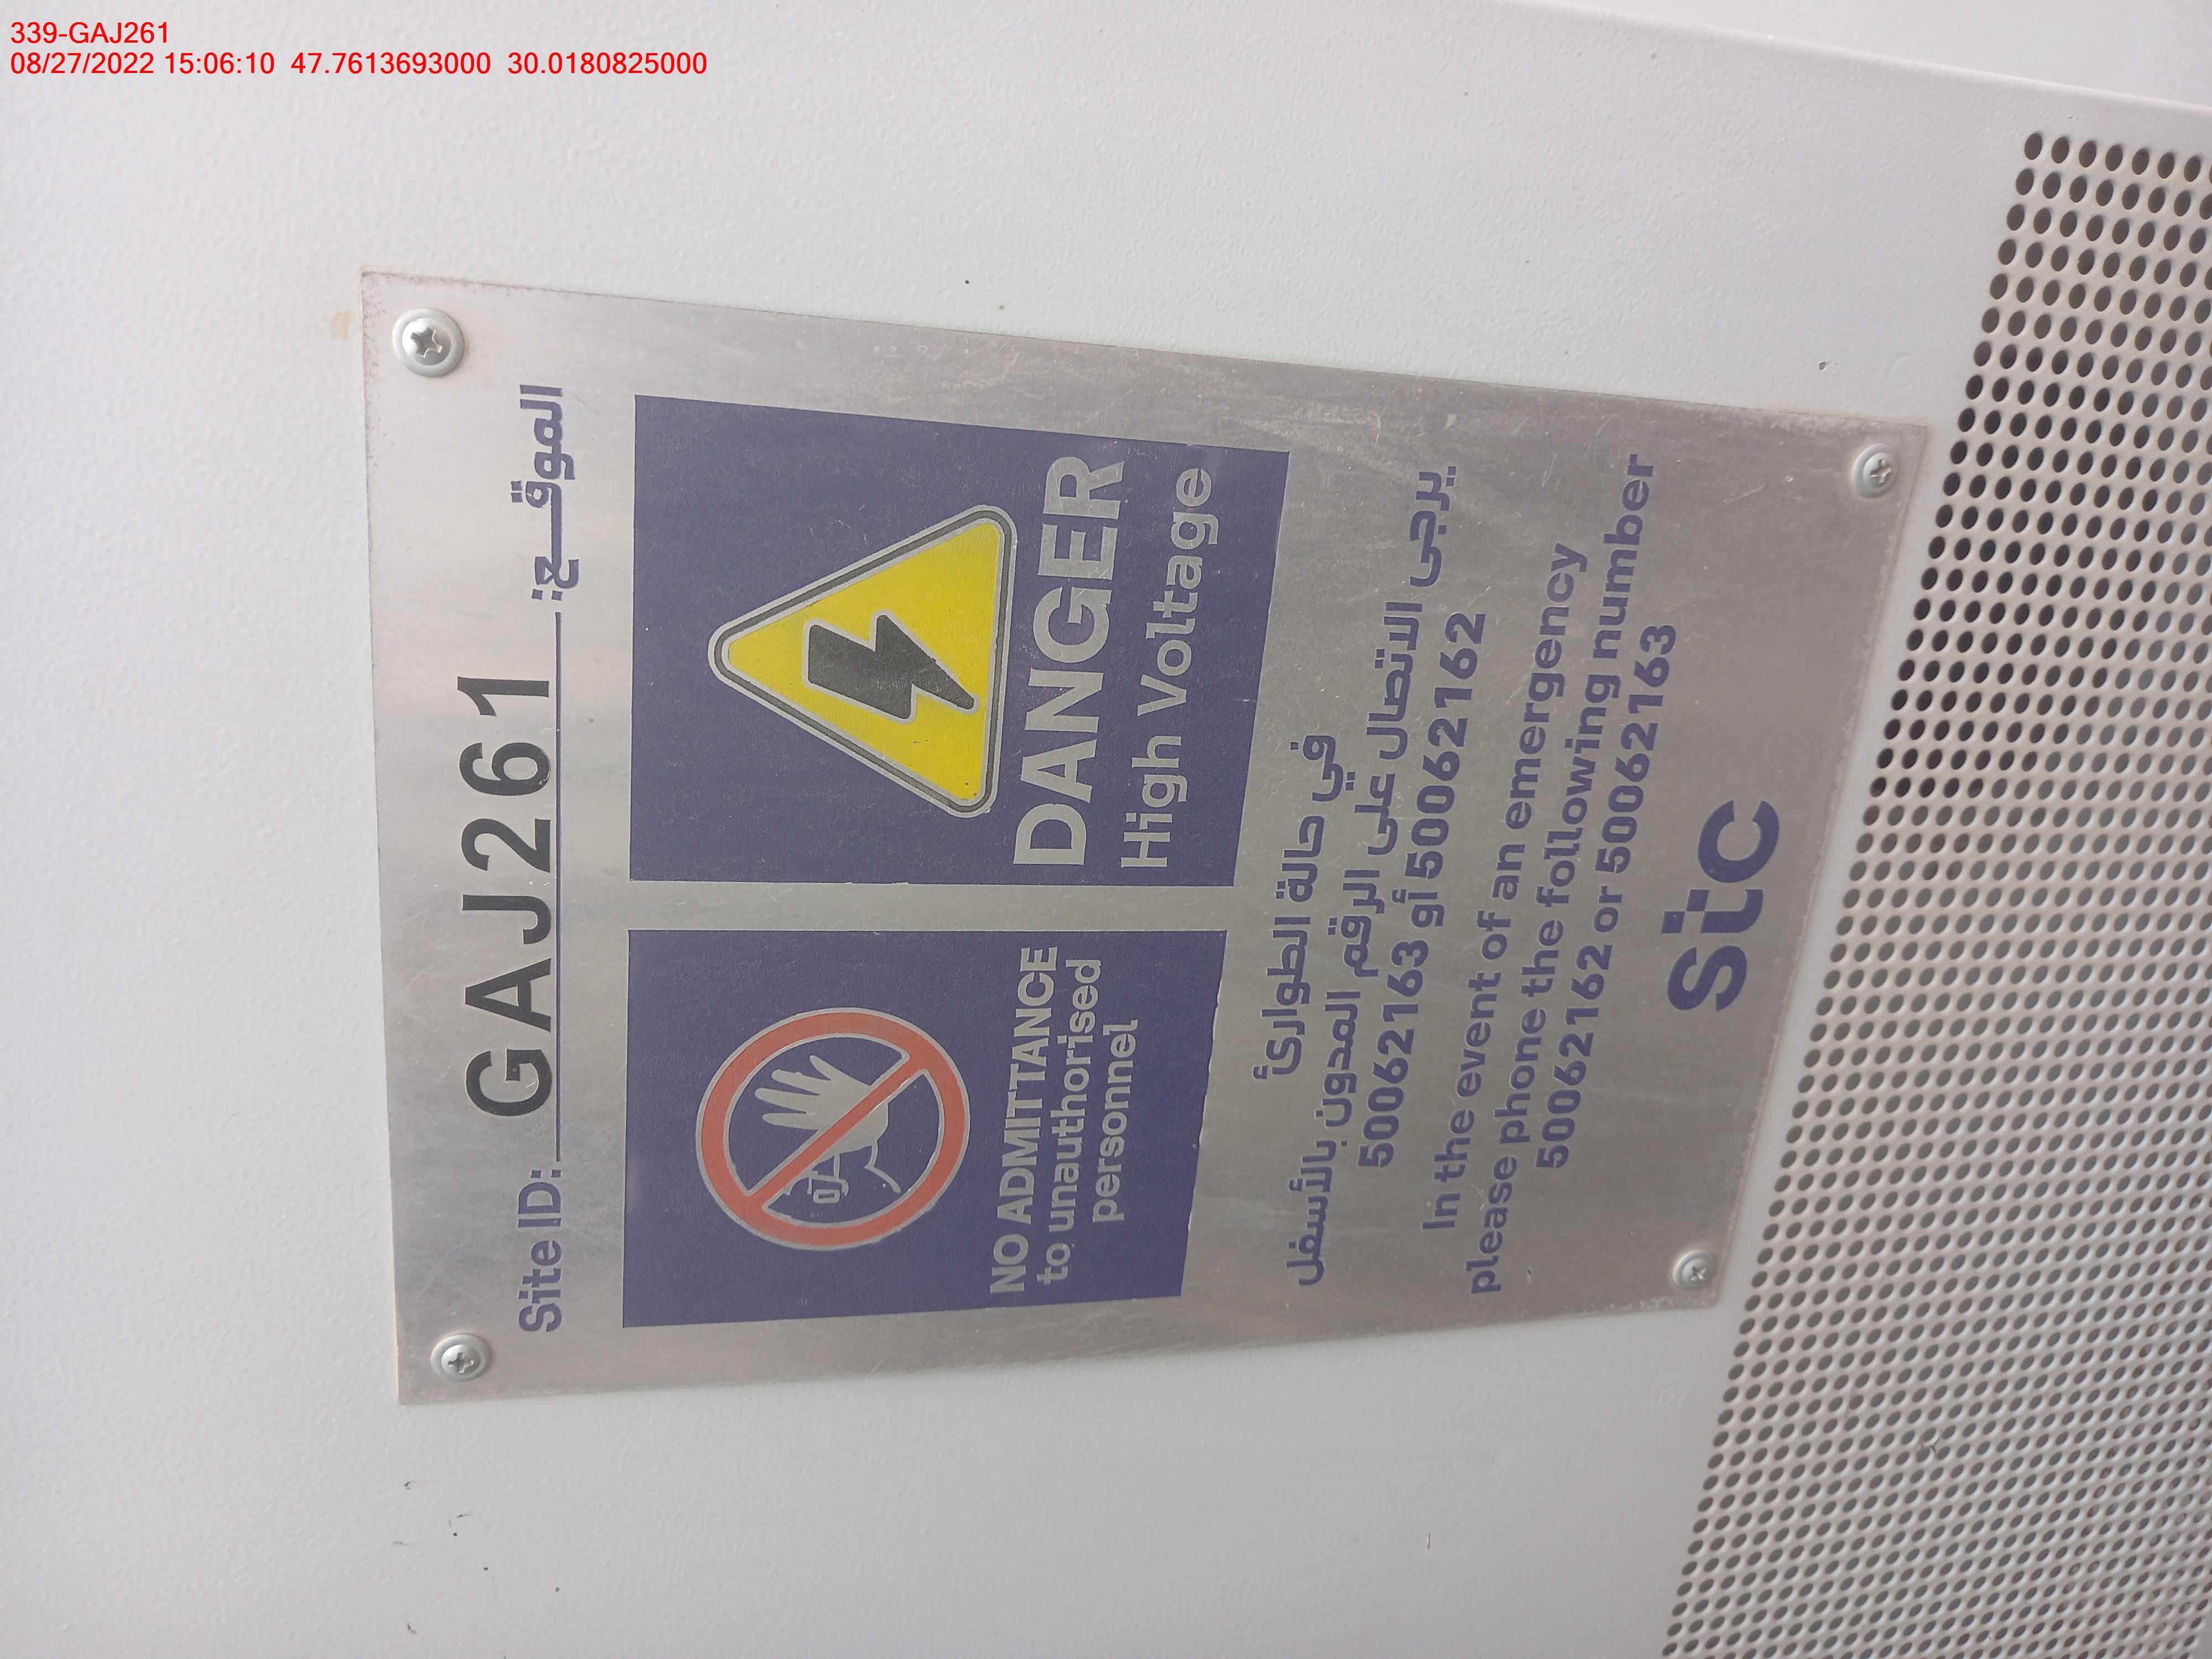 339-GAJ261
08/27/2022 15:06:10 47.7613693000 30.0180825000
Site ID: GAJ261 الموقع:
NO ADMITTANCE
to unauthorised
personnel
DANGER
High Voltage
في حالة الطوارئ
يرجى الاتصال على الرقم المدون بالأسفل
50062163 أو 50062162
In the event of an emergency
please phone the following number
50062162 or 50062163
stc